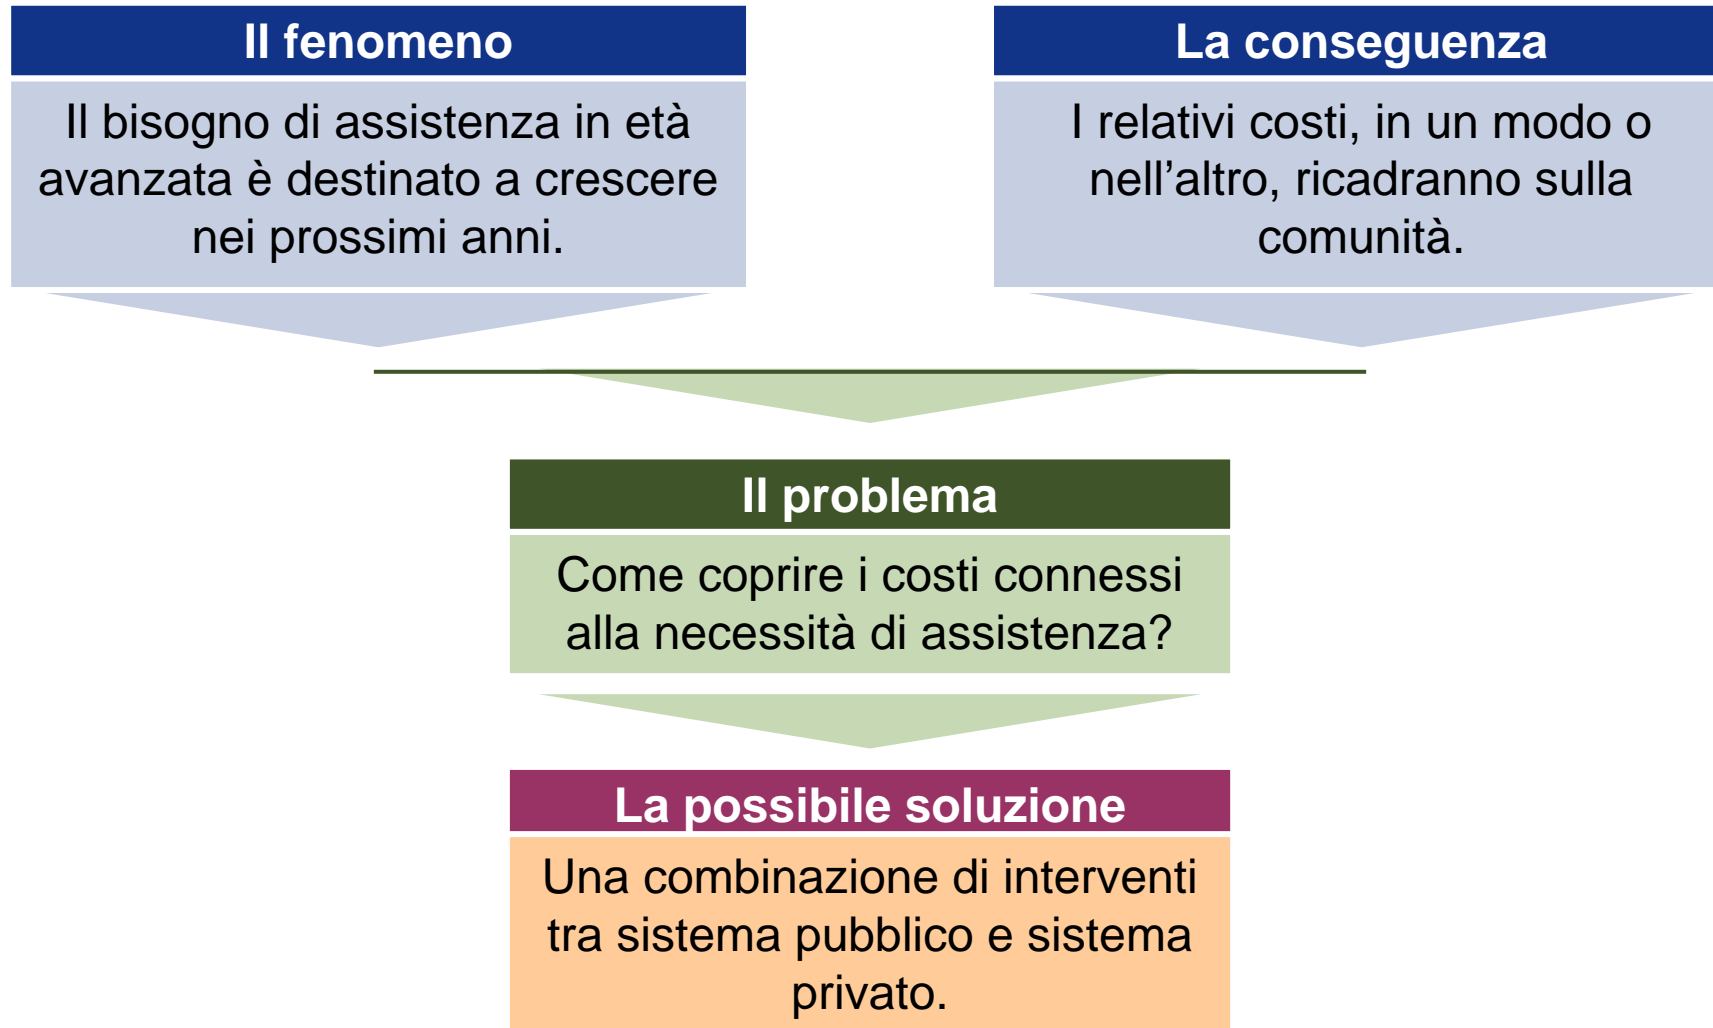 Il fenomeno
Il bisogno di assistenza in età
avanzata è destinato a crescere
nei prossimi anni.
La conseguenza
I relativi costi, in un modo o
nell’altro, ricadranno sulla
comunità.
Il problema
Come coprire i costi connessi
alla necessità di assistenza?
La possibile soluzione
Una combinazione di interventi
tra sistema pubblico e sistema
privato.